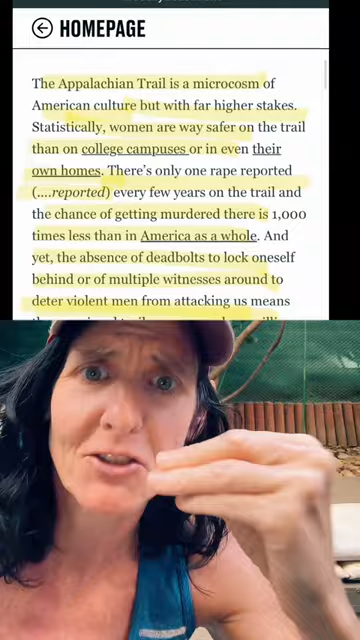 HOMEPAGE
The Appalachian Trail is a microcosm of
American culture but with far higher stakes.
Statistically, women are way safer on the trail
than on college campuses or in even their
own homes. There's only one rape reported
(....reported) every few years on the trail and
the chance of getting murdered there is 1,000
times less than in America as a whole. And
yet, the absence of deadbolts to lock oneself
behind or of multiple witnesses around to
deter violent men from attacking us means